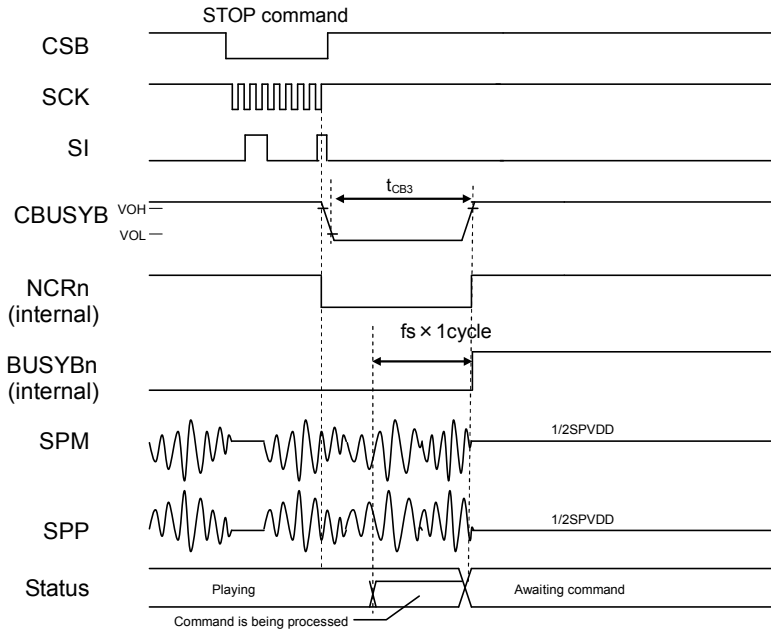 STOP command
CSB
SCK
SI
tCB3
CBUSYB
VOH
VOL
NCRn
(internal)
fs × 1cycle
BUSYBn
(internal)
SPM
1/2SPVDD
SPP
1/2SPVDD
Status
Playing
Awaiting command
Command is being processed